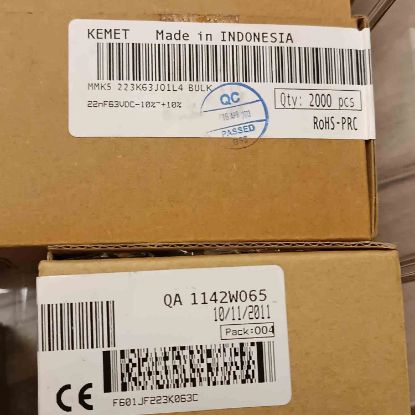 KEMET Made in INDONESIA
MMK5 223K63J01L4 BULK
22nF63VDC-10%~+10%
QC
PASSED
Qty: 2000 pcs
RoHS-PRC
QA 1142W065
10/11/2011
Pack:004
CE
F601JF223K063C